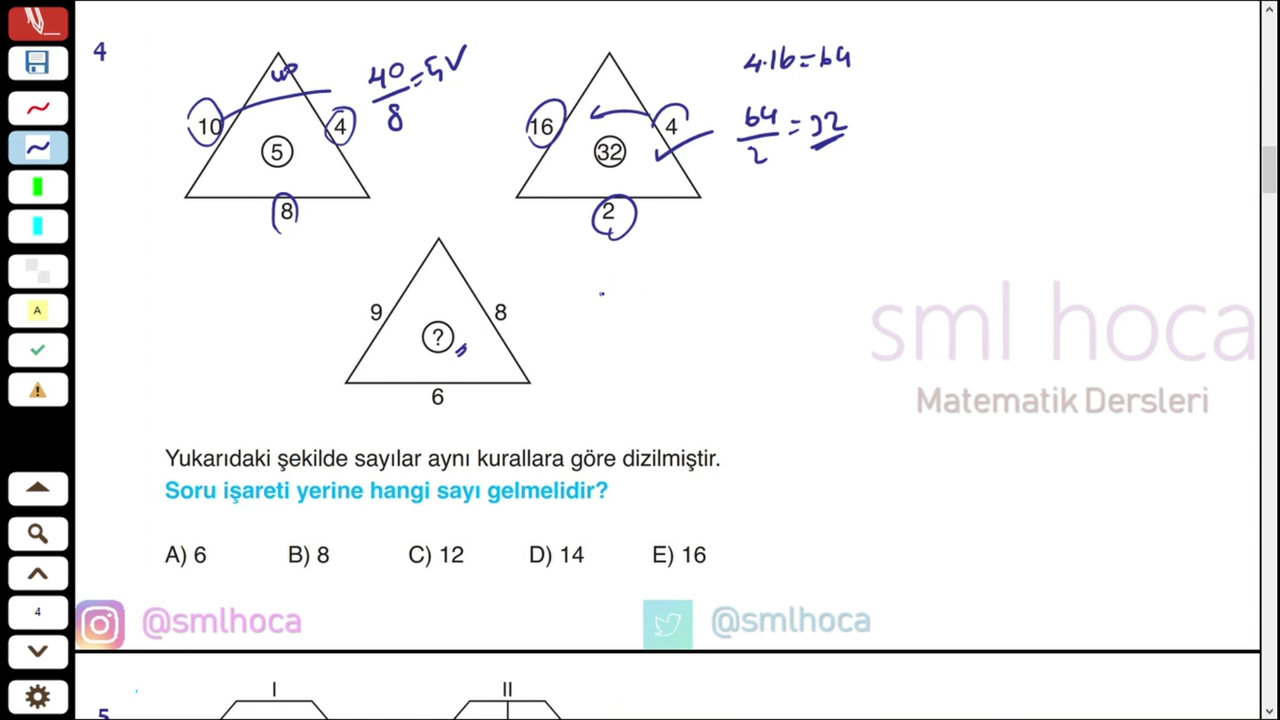 4
10
4
5
8
40/8=5
16
4
32
2
4.16=64
64/2=32
9
8
?
6
sml hoca
Matematik Dersleri
Yukarıdaki şekilde sayılar aynı kurallara göre dizilmiştir.
Soru işareti yerine hangi sayı gelmelidir?
A) 6 B) 8 C) 12 D) 14 E) 16
@smlhoca @smlhoca
I II
5
A
4